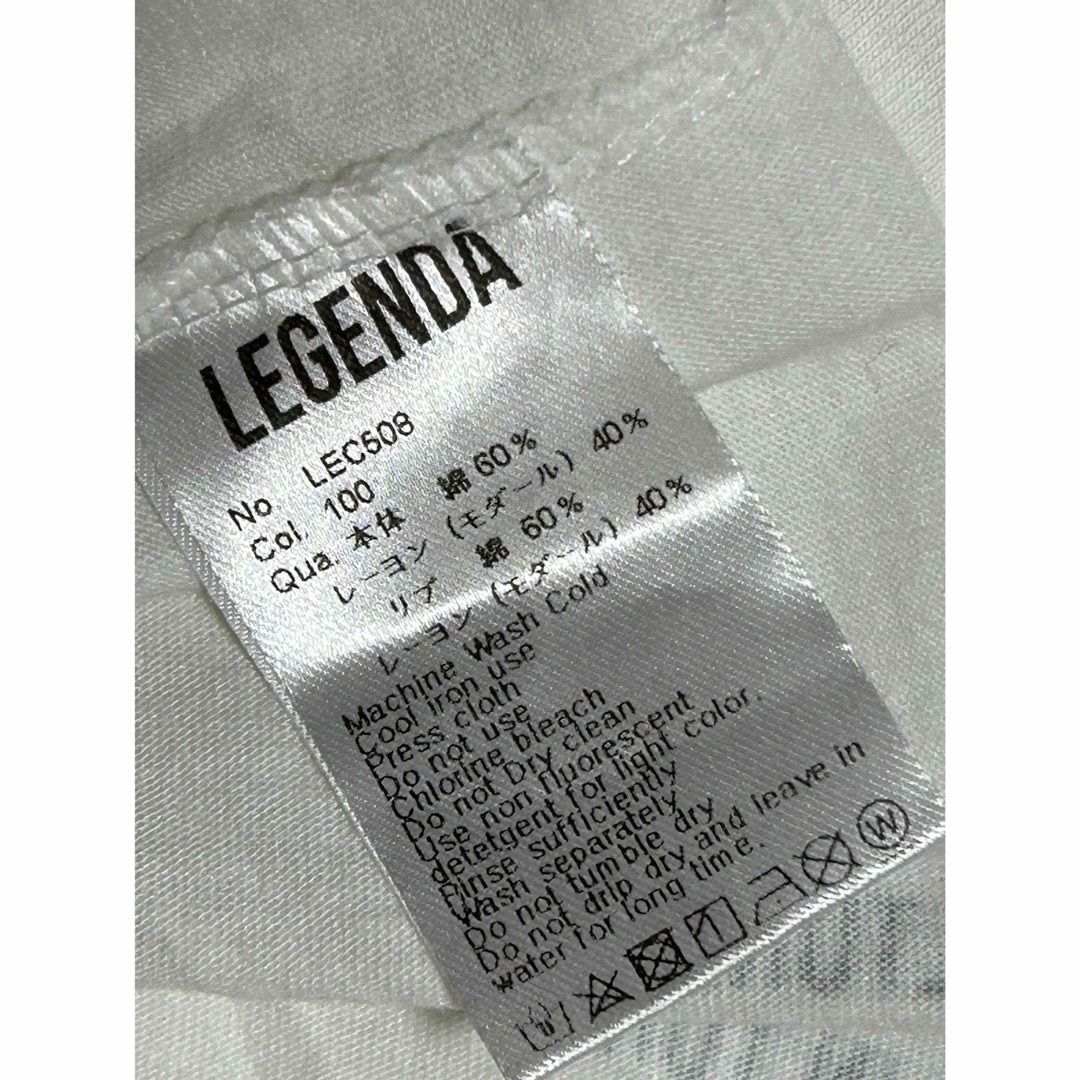 LEGENDĀ
No LEC508
Col. 100
Qua. 本体 綿 60%
レーヨン (モダール) 40%
リブ 綿 60%
レーヨン (モダール) 40%
Machine Wash Cold
Cool iron use
Press cloth
Do not use
Chlorine bleach
Do not Dry clean
Use non fluorescent
detetgent for light color.
Rinse sufficiently
Wash separately
Do not tumble dry
Do not drip dry and leave in
water for long time.
W